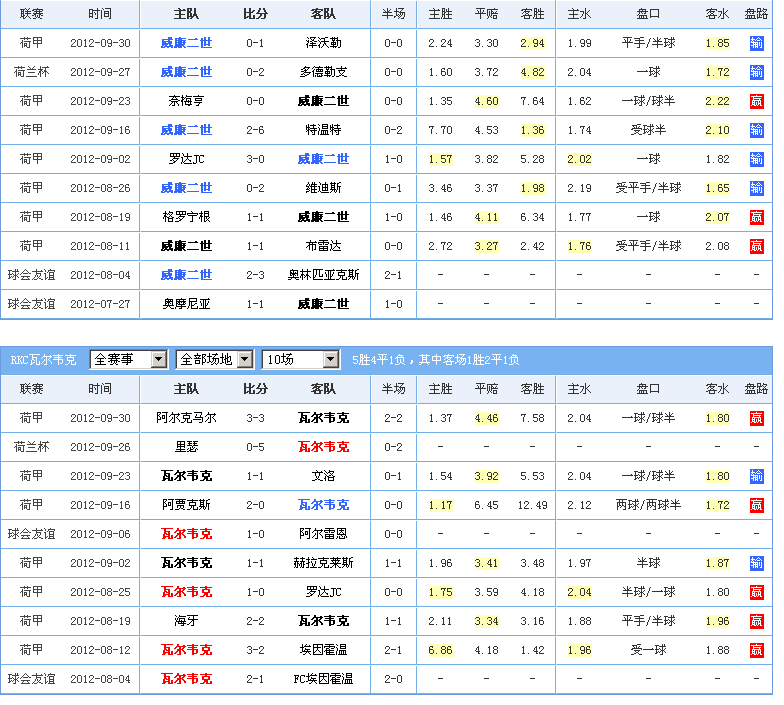 联赛 时间 主队 比分 客队 半场 主胜 平赔 客胜 主水 盘口 客水 盘路
荷甲 2012-09-30 威廉二世 0-1 泽沃勒 0-0 2.24 3.30 2.94 1.99 平手/半球 1.85 输
荷兰杯 2012-09-27 威廉二世 0-2 多德勒支 0-0 1.60 3.72 4.82 2.04 一球 1.72 输
荷甲 2012-09-23 奈梅亨 0-0 威廉二世 0-0 1.35 4.60 7.64 1.62 一球/球半 2.22 赢
荷甲 2012-09-16 威廉二世 2-6 特温特 0-2 7.70 4.53 1.36 1.74 受球半 2.10 输
荷甲 2012-09-02 罗达JC 3-0 威廉二世 1-0 1.57 3.82 5.28 2.02 一球 1.82 输
荷甲 2012-08-26 威廉二世 0-2 维迪斯 0-1 3.46 3.37 1.98 2.19 受平手/半球 1.65 输
荷甲 2012-08-19 格罗宁根 1-1 威廉二世 1-0 1.46 4.11 6.34 1.77 一球 2.07 赢
荷甲 2012-08-11 威廉二世 1-1 布雷达 0-0 2.72 3.27 2.42 1.76 受平手/半球 2.08 赢
球会友谊 2012-08-04 威廉二世 2-3 奥林匹亚克斯 2-1 - - - - - - -
球会友谊 2012-07-27 奥摩尼亚 1-1 威廉二世 1-0 - - - - - - -
RKC瓦尔韦克 全赛事 全部场地 10场 5胜4平1负，其中客场1胜2平1负
联赛 时间 主队 比分 客队 半场 主胜 平赔 客胜 主水 盘口 客水 盘路
荷甲 2012-09-30 阿尔克马尔 3-3 瓦尔韦克 2-2 1.37 4.46 7.58 2.04 一球/球半 1.80 赢
荷兰杯 2012-09-26 里瑟 0-5 瓦尔韦克 0-2 - - - - - - -
荷甲 2012-09-23 瓦尔韦克 1-1 文洛 0-1 1.54 3.92 5.53 2.04 一球/球半 1.80 输
荷甲 2012-09-16 阿贾克斯 2-0 瓦尔韦克 0-0 1.17 6.45 12.49 2.12 两球/两球半 1.72 赢
球会友谊 2012-09-06 瓦尔韦克 1-0 阿尔雷恩 0-0 - - - - - - -
荷甲 2012-09-02 瓦尔韦克 1-1 赫拉克莱斯 1-1 1.96 3.41 3.48 1.97 半球 1.87 输
荷甲 2012-08-25 瓦尔韦克 1-0 罗达JC 0-0 1.75 3.59 4.18 2.04 半球/一球 1.80 赢
荷甲 2012-08-19 海牙 2-2 瓦尔韦克 1-1 2.11 3.34 3.16 1.88 平手/半球 1.96 赢
荷甲 2012-08-12 瓦尔韦克 3-2 埃因霍温 2-1 6.86 4.18 1.42 1.96 受一球 1.88 赢
球会友谊 2012-08-04 瓦尔韦克 2-1 FC埃因霍温 2-0 - - - - - - -